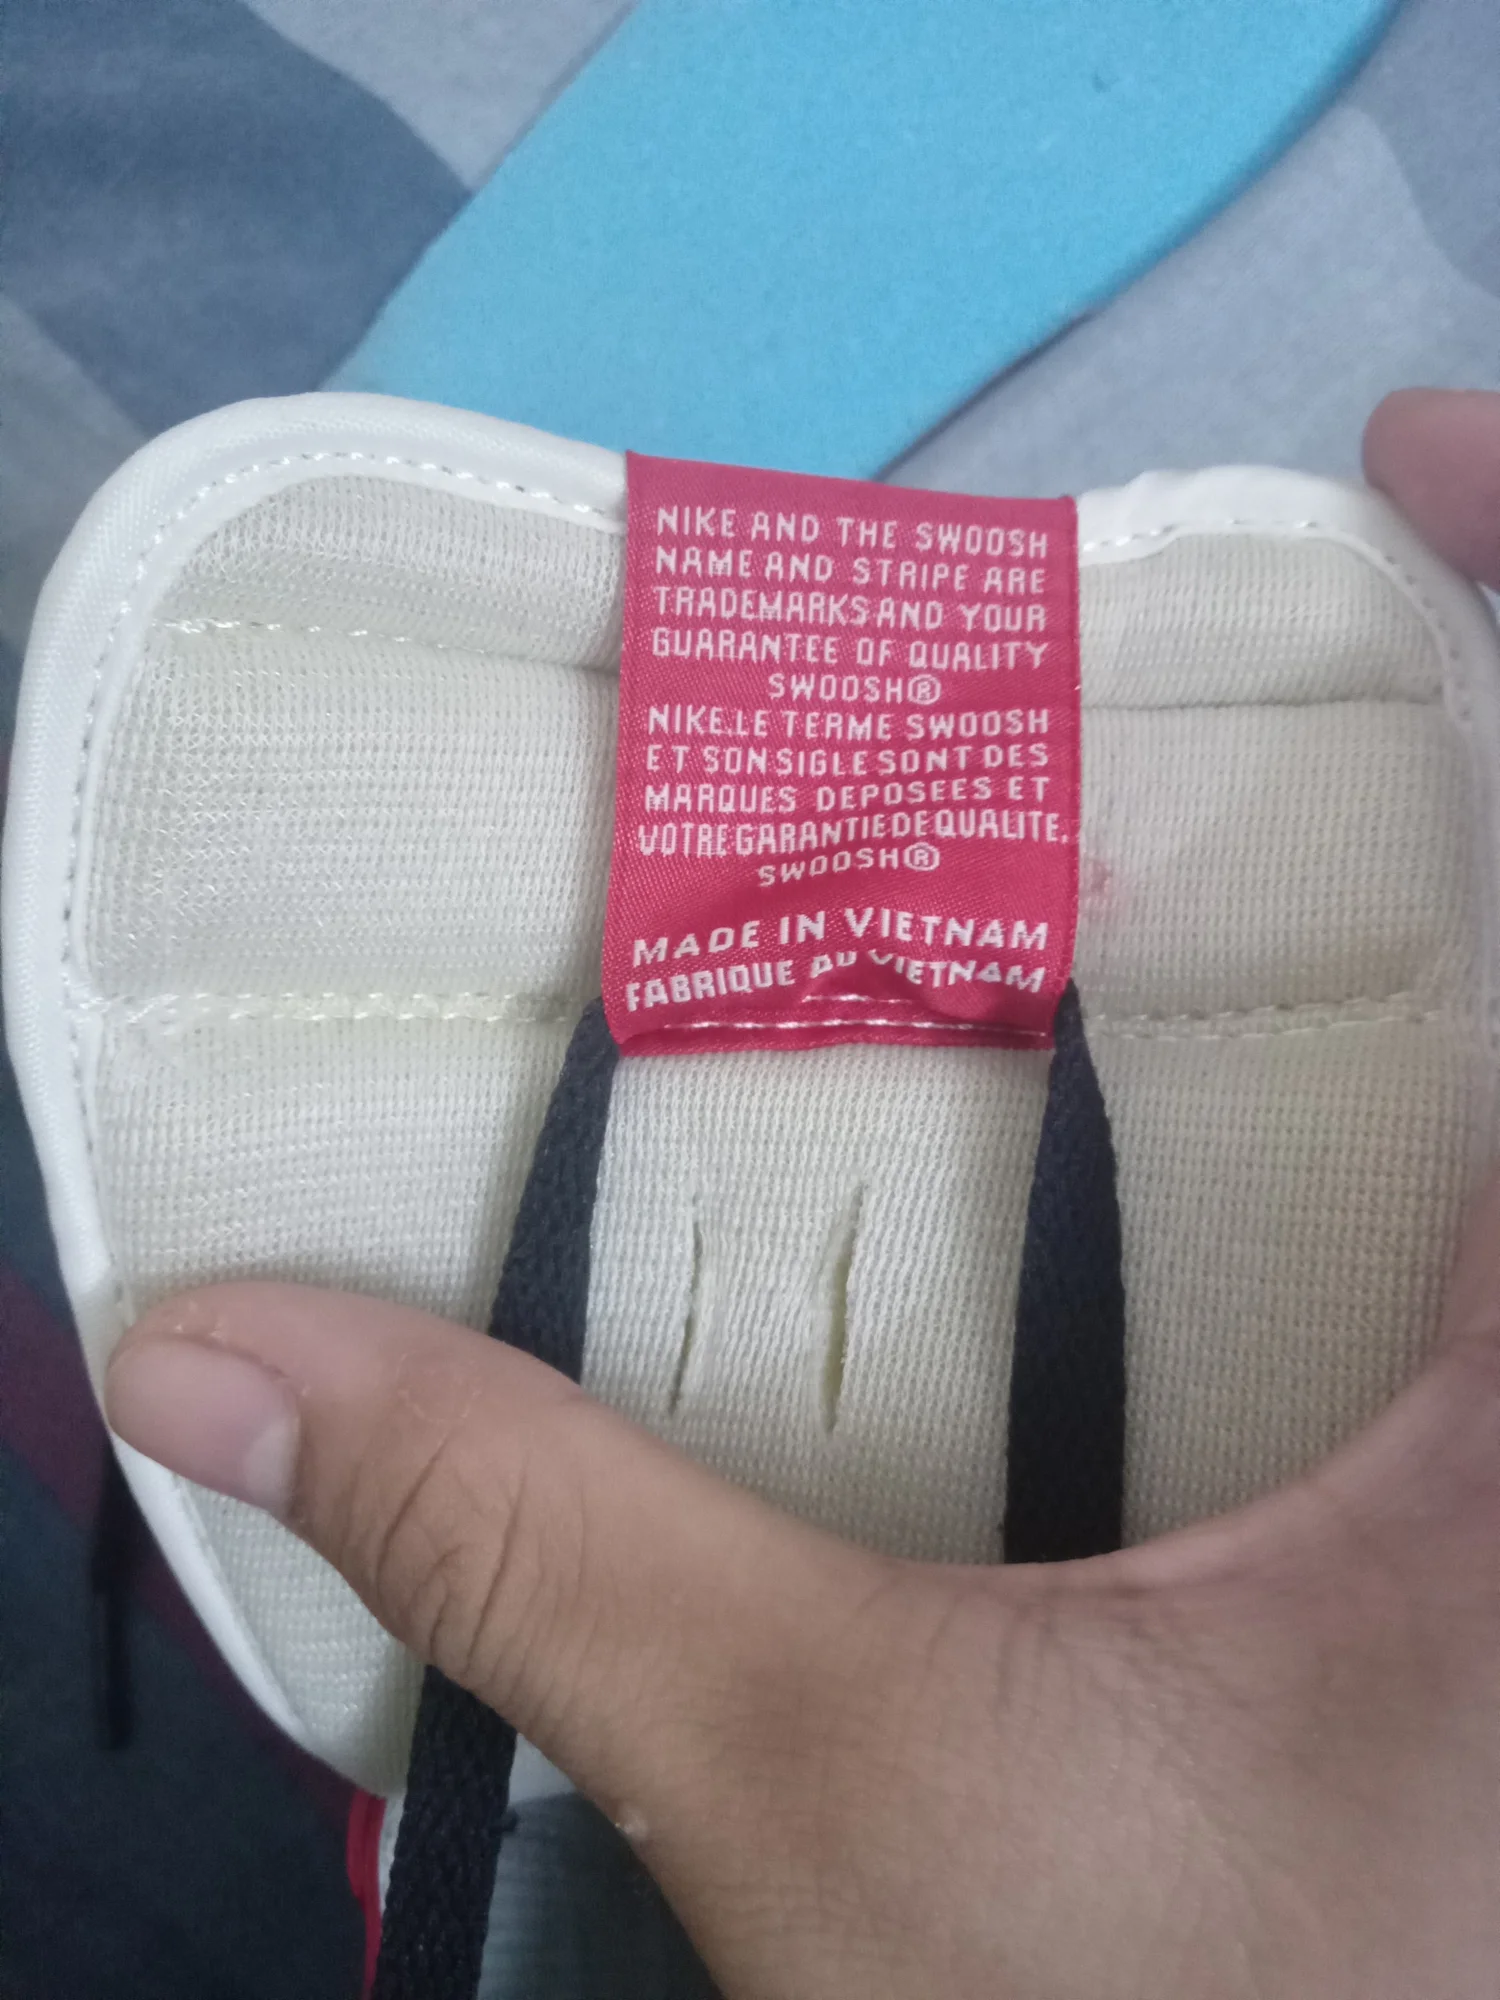 NIKE AND THE SWOOSH
NAME AND STRIPE ARE
TRADEMARKS AND YOUR
GUARANTEE OF QUALITY
SWOOSH®
NIKE.LE TERME SWOOSH
ET SON SIGLE SONT DES
MARQUES DEPOSEES ET
VOTRE GARANTIE DE QUALITE.
SWOOSH®
MADE IN VIETNAM
FABRIQUE AU VIETNAM